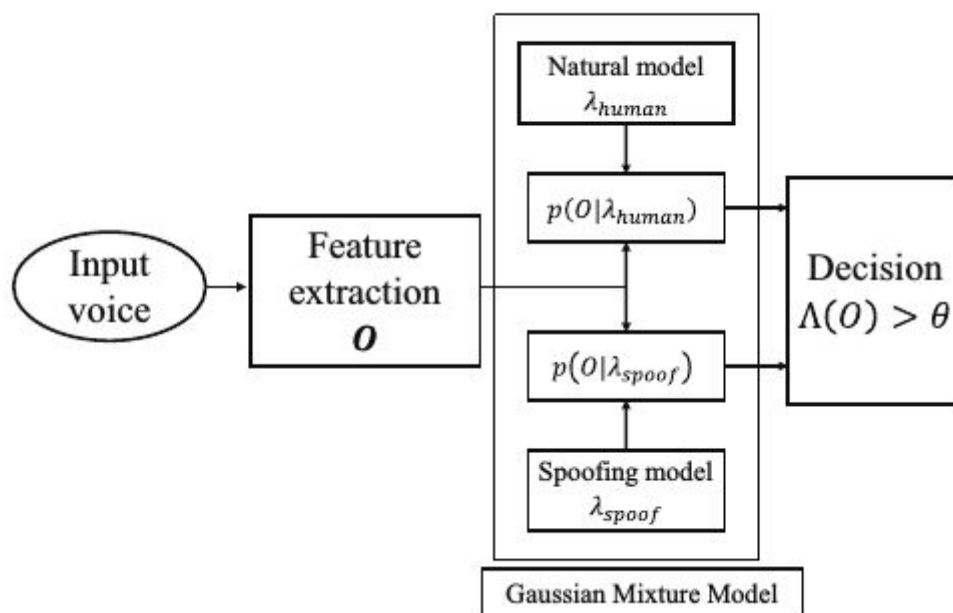 Input
voice
Feature
extraction
O
Natural model
λ_human
p(O|λ_human)
p(O|λ_spoof)
Spoofing model
λ_spoof
Decision
Λ(O) > θ
Gaussian Mixture Model